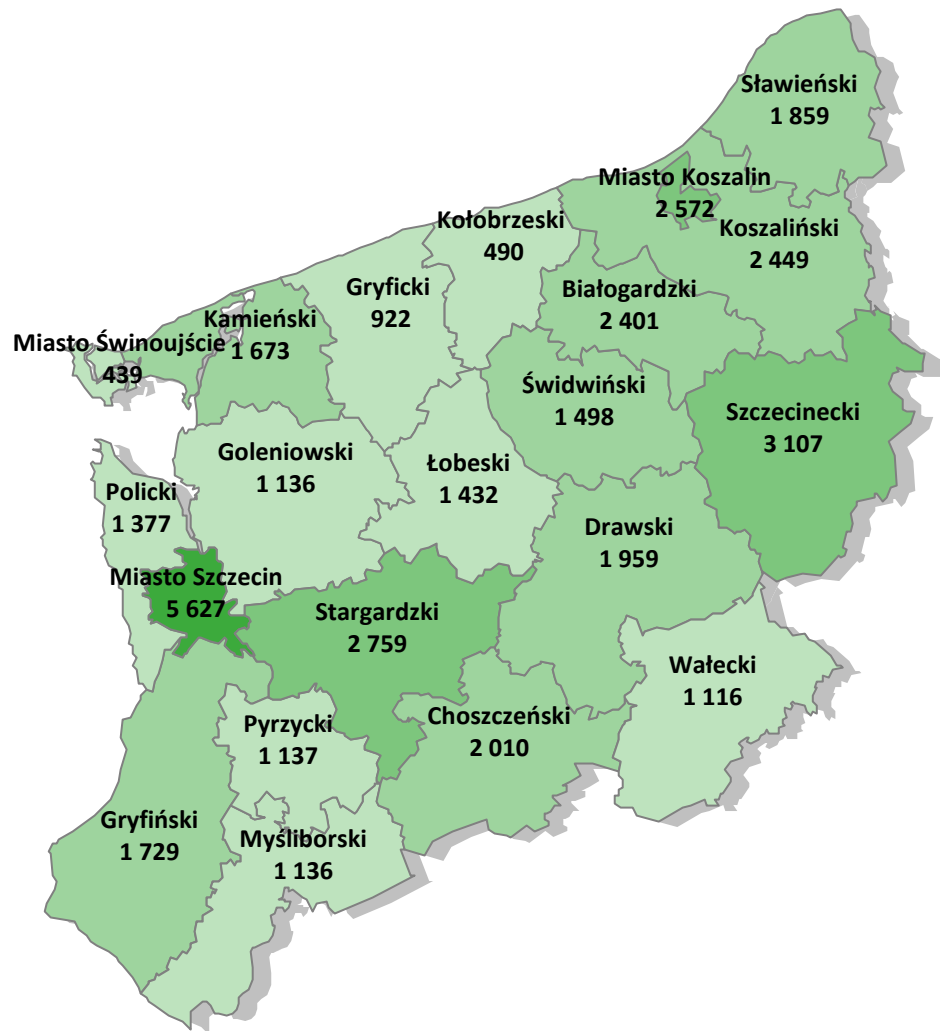 Sławieński
1 859
Miasto Koszalin
2 572
Kołobrzeski
490
Koszaliński
2 449
Gryficki
922
Białogardzki
2 401
Kamieński
1 673
Miasto Świnoujście
439
Świdwiński
1 498
Szczecinecki
3 107
Goleniowski
1 136
Łobeski
1 432
Policki
1 377
Drawski
1 959
Miasto Szczecin
5 627
Stargardzki
2 759
Wałecki
1 116
Choszczeński
2 010
Pyrzycki
1 137
Gryfiński
1 729
Myśliborski
1 136